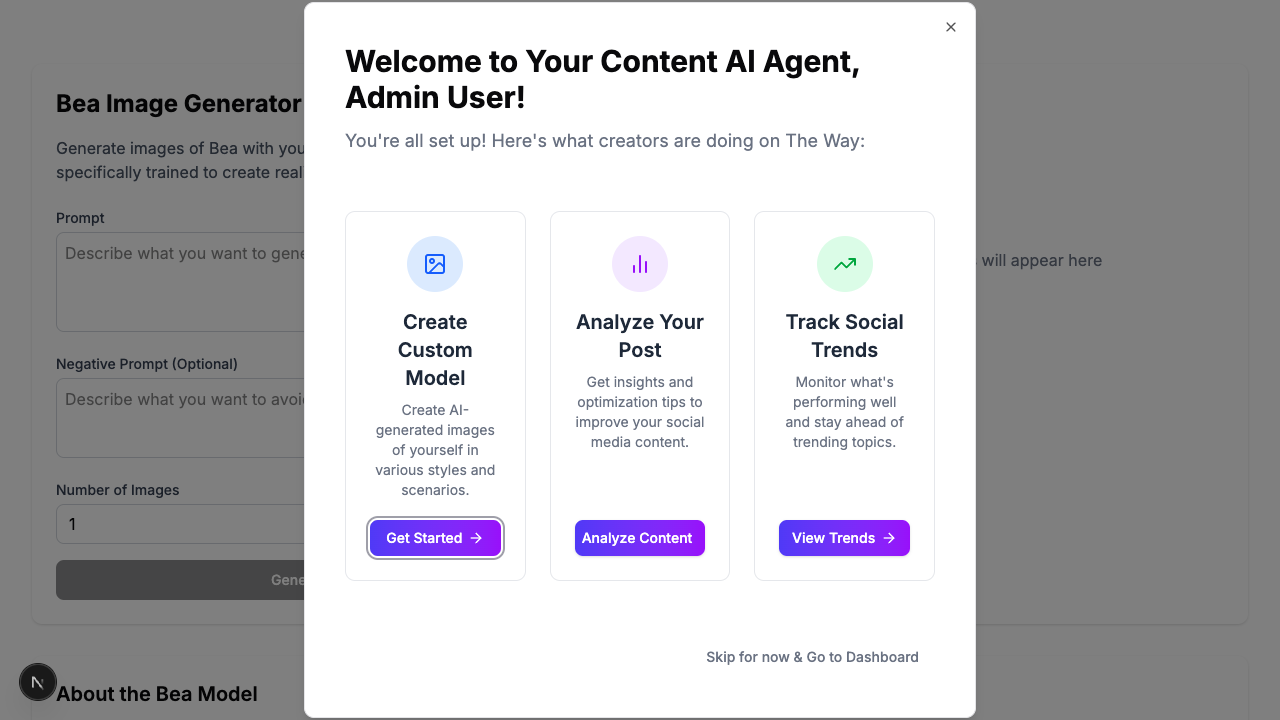 Welcome to Your Content AI Agent,
Admin User!
You're all set up! Here's what creators are doing on The Way:
Create
Custom
Model
Create AI-
generated images
of yourself in
various styles and
scenarios.
Get Started
Analyze Your
Post
Get insights and
optimization tips to
improve your social
media content.
Analyze Content
Track Social
Trends
Monitor what's
performing well
and stay ahead of
trending topics.
View Trends
Skip for now & Go to Dashboard
Bea Image Generator
Generate images of Bea with
specifically trained to create
Prompt
Describe what you want to
Negative Prompt (Optional)
Describe what you want to
Number of Images
1
will appear here
N
About the Bea Model